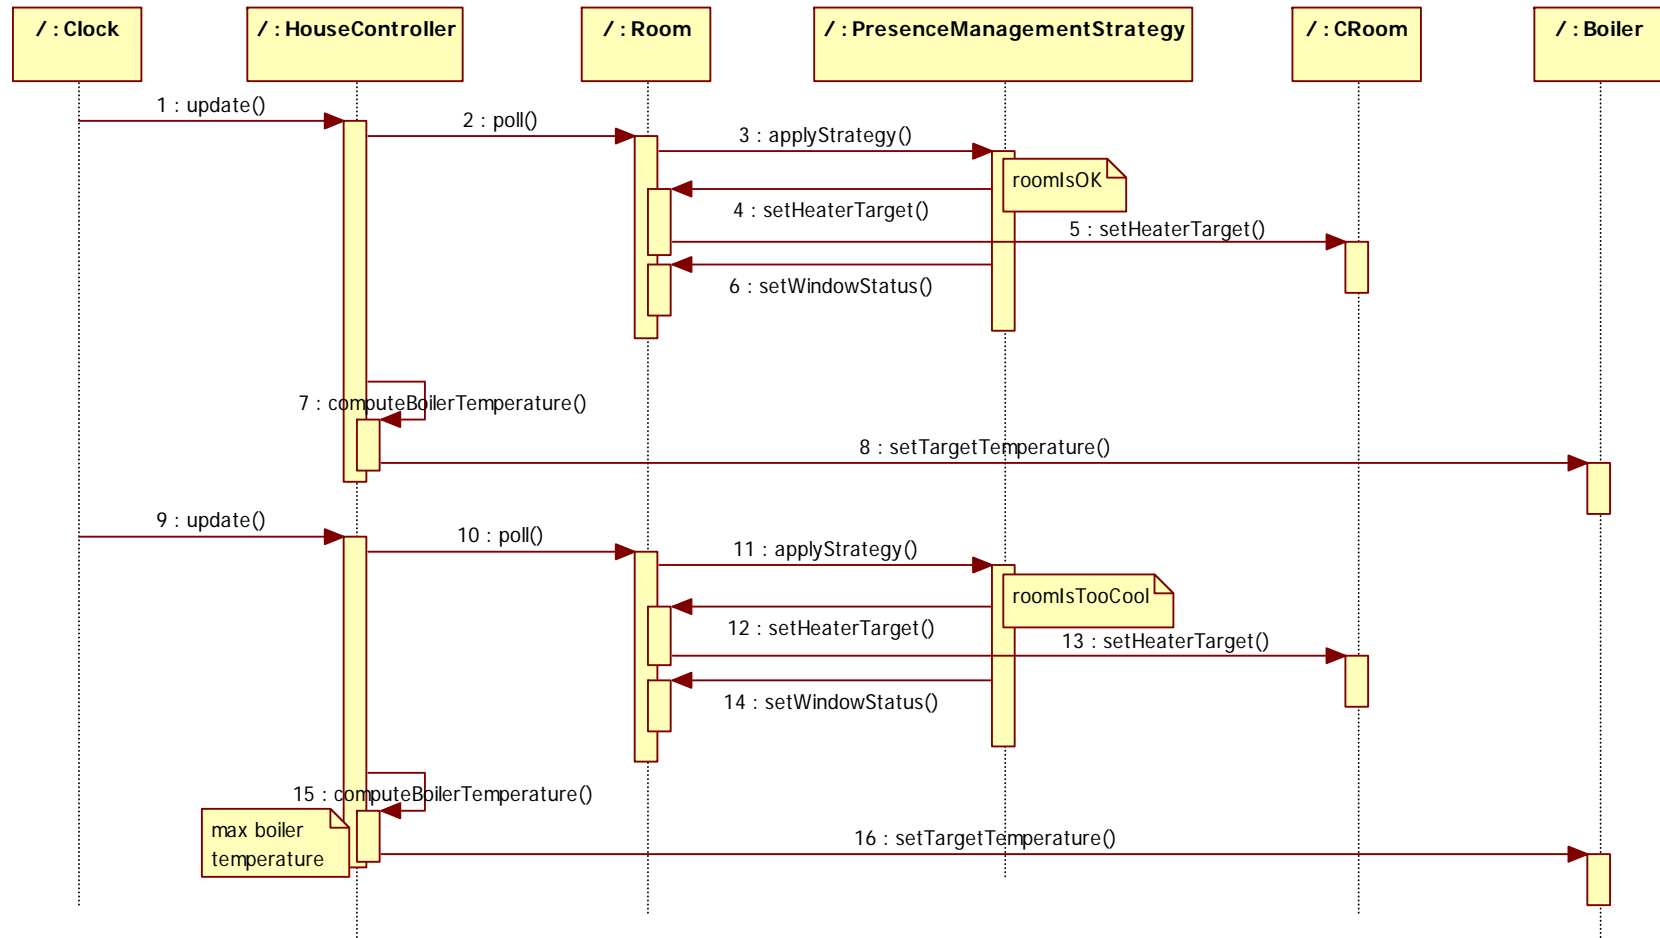 / : Clock
/ : HouseController
/ : Room
/ : PresenceManagementStrategy
/ : CRoom
/ : Boiler
1 : update()
2 : poll()
3 : applyStrategy()
roomIsOK
4 : setHeaterTarget()
5 : setHeaterTarget()
6 : setWindowStatus()
7 : computeBoilerTemperature()
8 : setTargetTemperature()
9 : update()
10 : poll()
11 : applyStrategy()
roomIsTooCool
12 : setHeaterTarget()
13 : setHeaterTarget()
14 : setWindowStatus()
15 : computeBoilerTemperature()
max boiler
temperature
16 : setTargetTemperature()